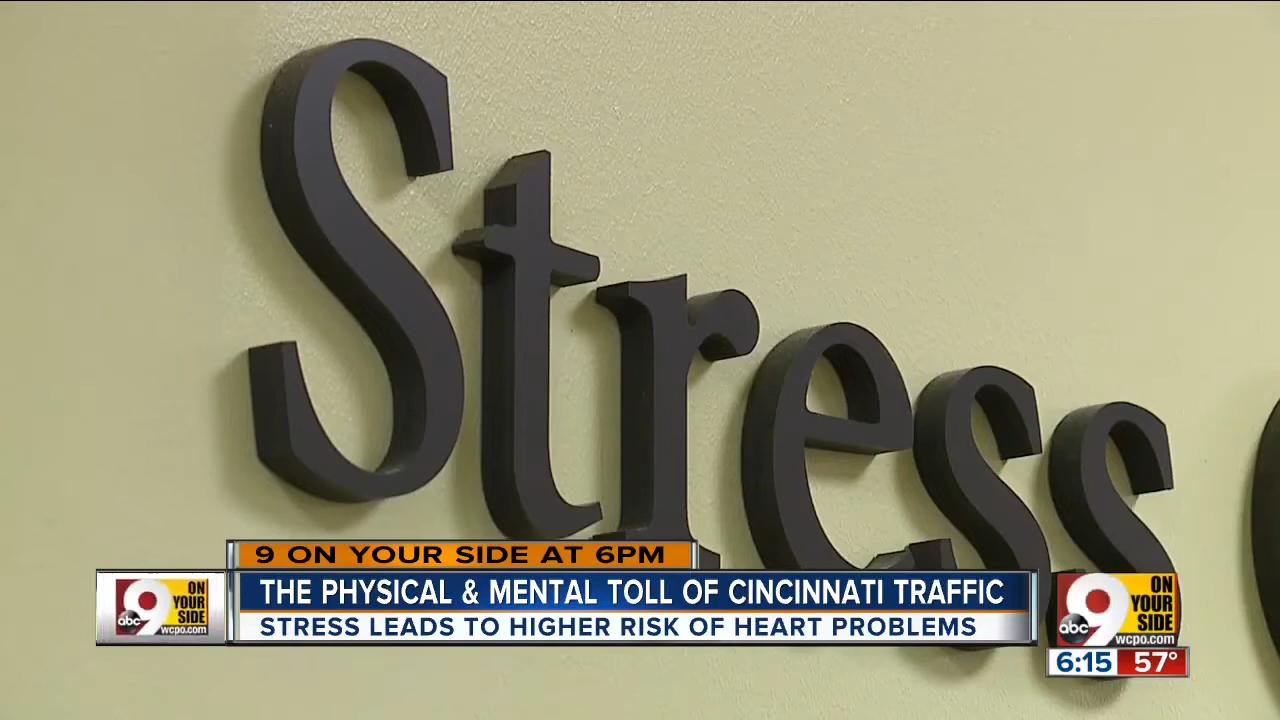 Stress
9 ON YOUR SIDE AT 6PM
THE PHYSICAL & MENTAL TOLL OF CINCINNATI TRAFFIC
STRESS LEADS TO HIGHER RISK OF HEART PROBLEMS
abc 9 ON YOUR SIDE wcpo.com
abc 9 ON YOUR SIDE wcpo.com
6:15 57°